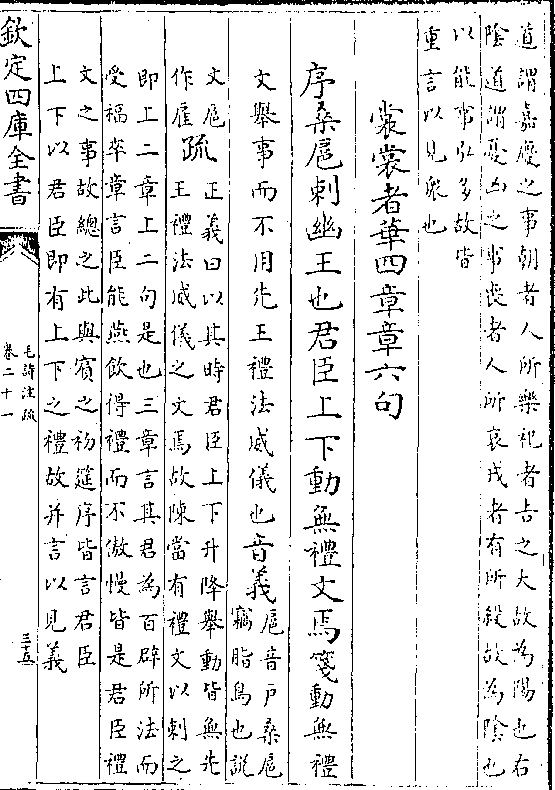 道謂嘉慶之事朝者人所樂祀者吉之大故為陽也右
陰道謂憂凶之事喪者人所哀戎者有所殺故為陰也
以能事弘多故皆
重言以見衆也
裳裳者華四章章六句
序桑扈刺幽王也君臣上下動無禮文焉箋動無禮
文舉事而不用先王禮法威儀也音義
扈音戶桑扈
竊脂鳥也說
文扈
作雇
疏
正義曰以其時君臣上下升降舉動皆無先
王禮法威儀之文焉故陳當有禮文以刺之
即上二章上二句是也三章言其君為百辟所法而
受福卒章言臣能燕飲得禮而不傲慢皆是君臣禮
文之事故總之此與賓之初筵序皆言君臣
上下以君臣即有上下之禮故并言以見義
欽定四庫全書
毛詩注疏
卷二十一
三十五